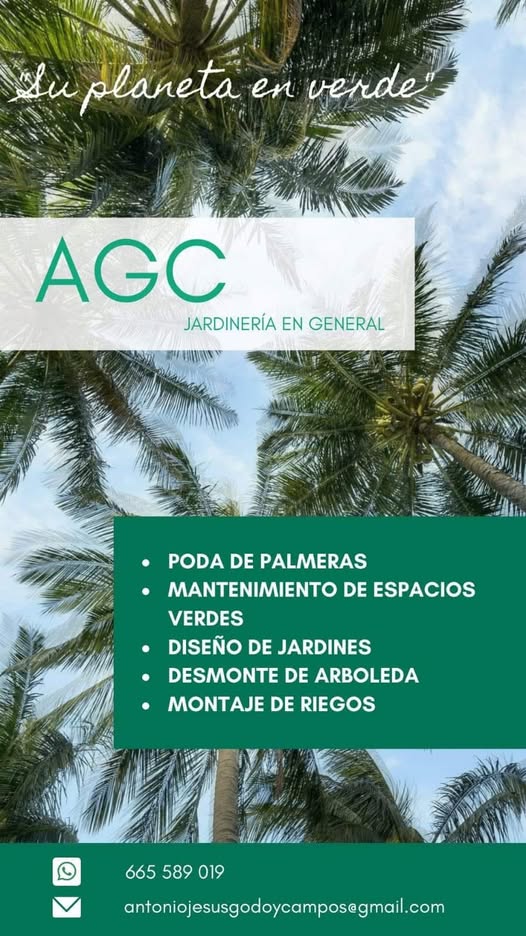 "Su planeta en verde"
AGC
JARDINERÍA EN GENERAL
• PODA DE PALMERAS
• MANTENIMIENTO DE ESPACIOS
VERDES
• DISEÑO DE JARDINES
• DESMONTE DE ARBOLEDA
• MONTAJE DE RIEGOS
665 589 019
antoniojesusgodoycampos@gmail.com